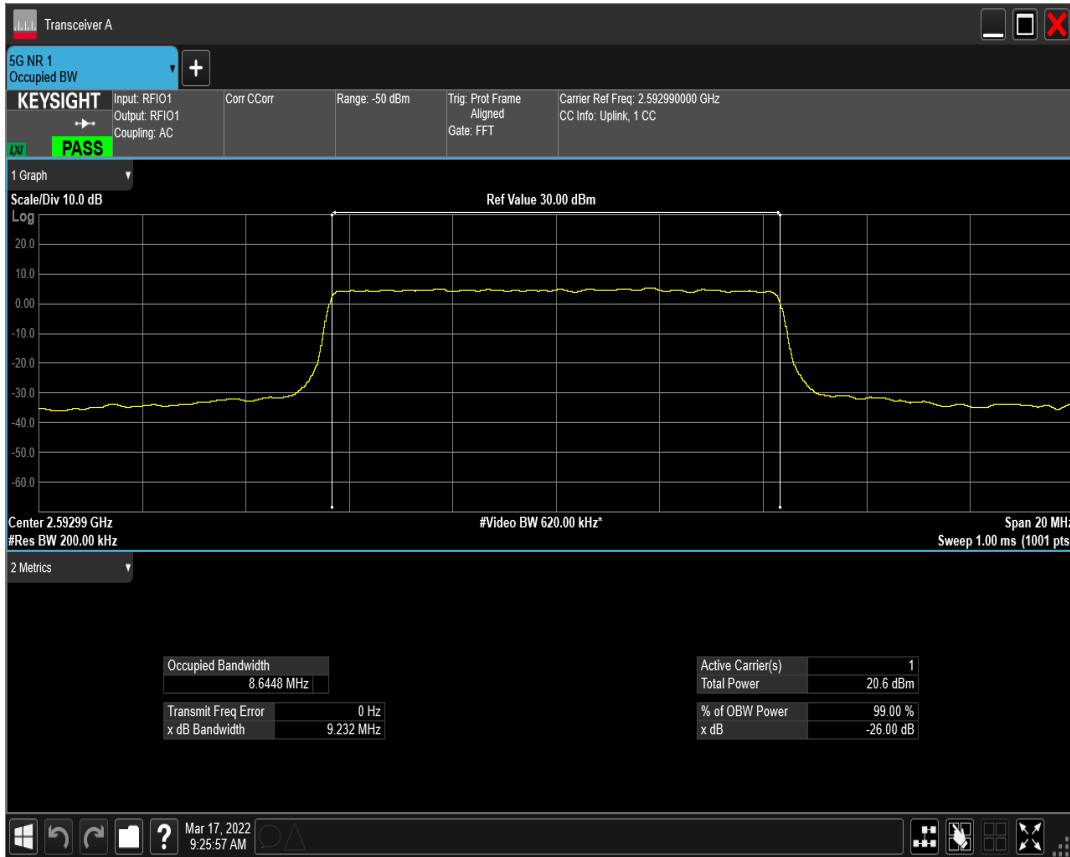 Transceiver A
5G NR 1
Occupied BW
+
KEYSIGHT
LXI
PASS
Input: RFIO1
Output: RFIO1
Coupling: AC
Corr CCorr
Range: -50 dBm
Trig: Prot Frame
Aligned
Gate: FFT
Carrier Ref Freq: 2.592990000 GHz
CC Info: Uplink, 1 CC
1 Graph
Scale/Div 10.0 dB
Ref Value 30.00 dBm
Log
20.0
10.0
0.00
-10.0
-20.0
-30.0
-40.0
-50.0
-60.0
Center 2.59299 GHz
#Video BW 620.00 kHz*
Span 20 MHz
#Res BW 200.00 kHz
Sweep 1.00 ms (1001 pts
2 Metrics
Occupied Bandwidth
8.6448 MHz
Transmit Freq Error 0 Hz
x dB Bandwidth 9.232 MHz
Active Carrier(s) 1
Total Power 20.6 dBm
% of OBW Power 99.00 %
x dB -26.00 dB
?
Mar 17, 2022
9:25:57 AM